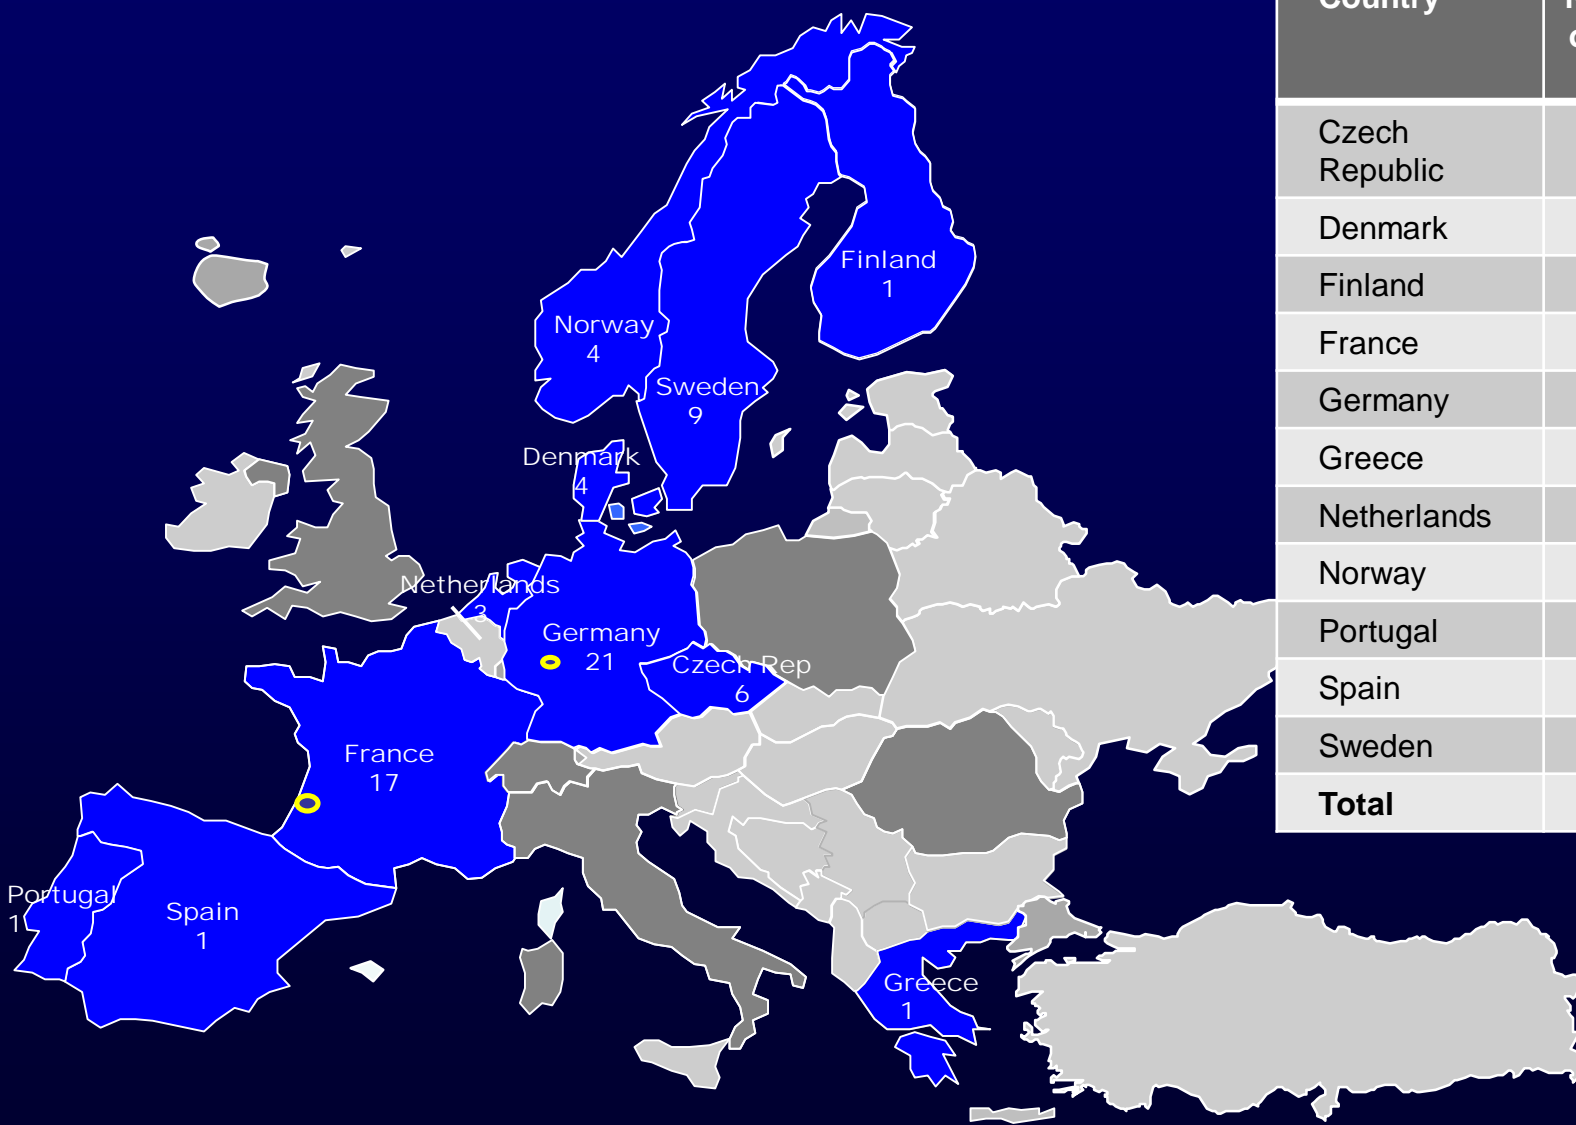 Country
Finland
1
Norway
4
Sweden
9
Denmark
4
Netherlands
3
Germany
21
Czech Rep
6
France
17
Portugal
1
Spain
1
Greece
1
Czech
Republic
Denmark
Finland
France
Germany
Greece
Netherlands
Norway
Portugal
Spain
Sweden
Total